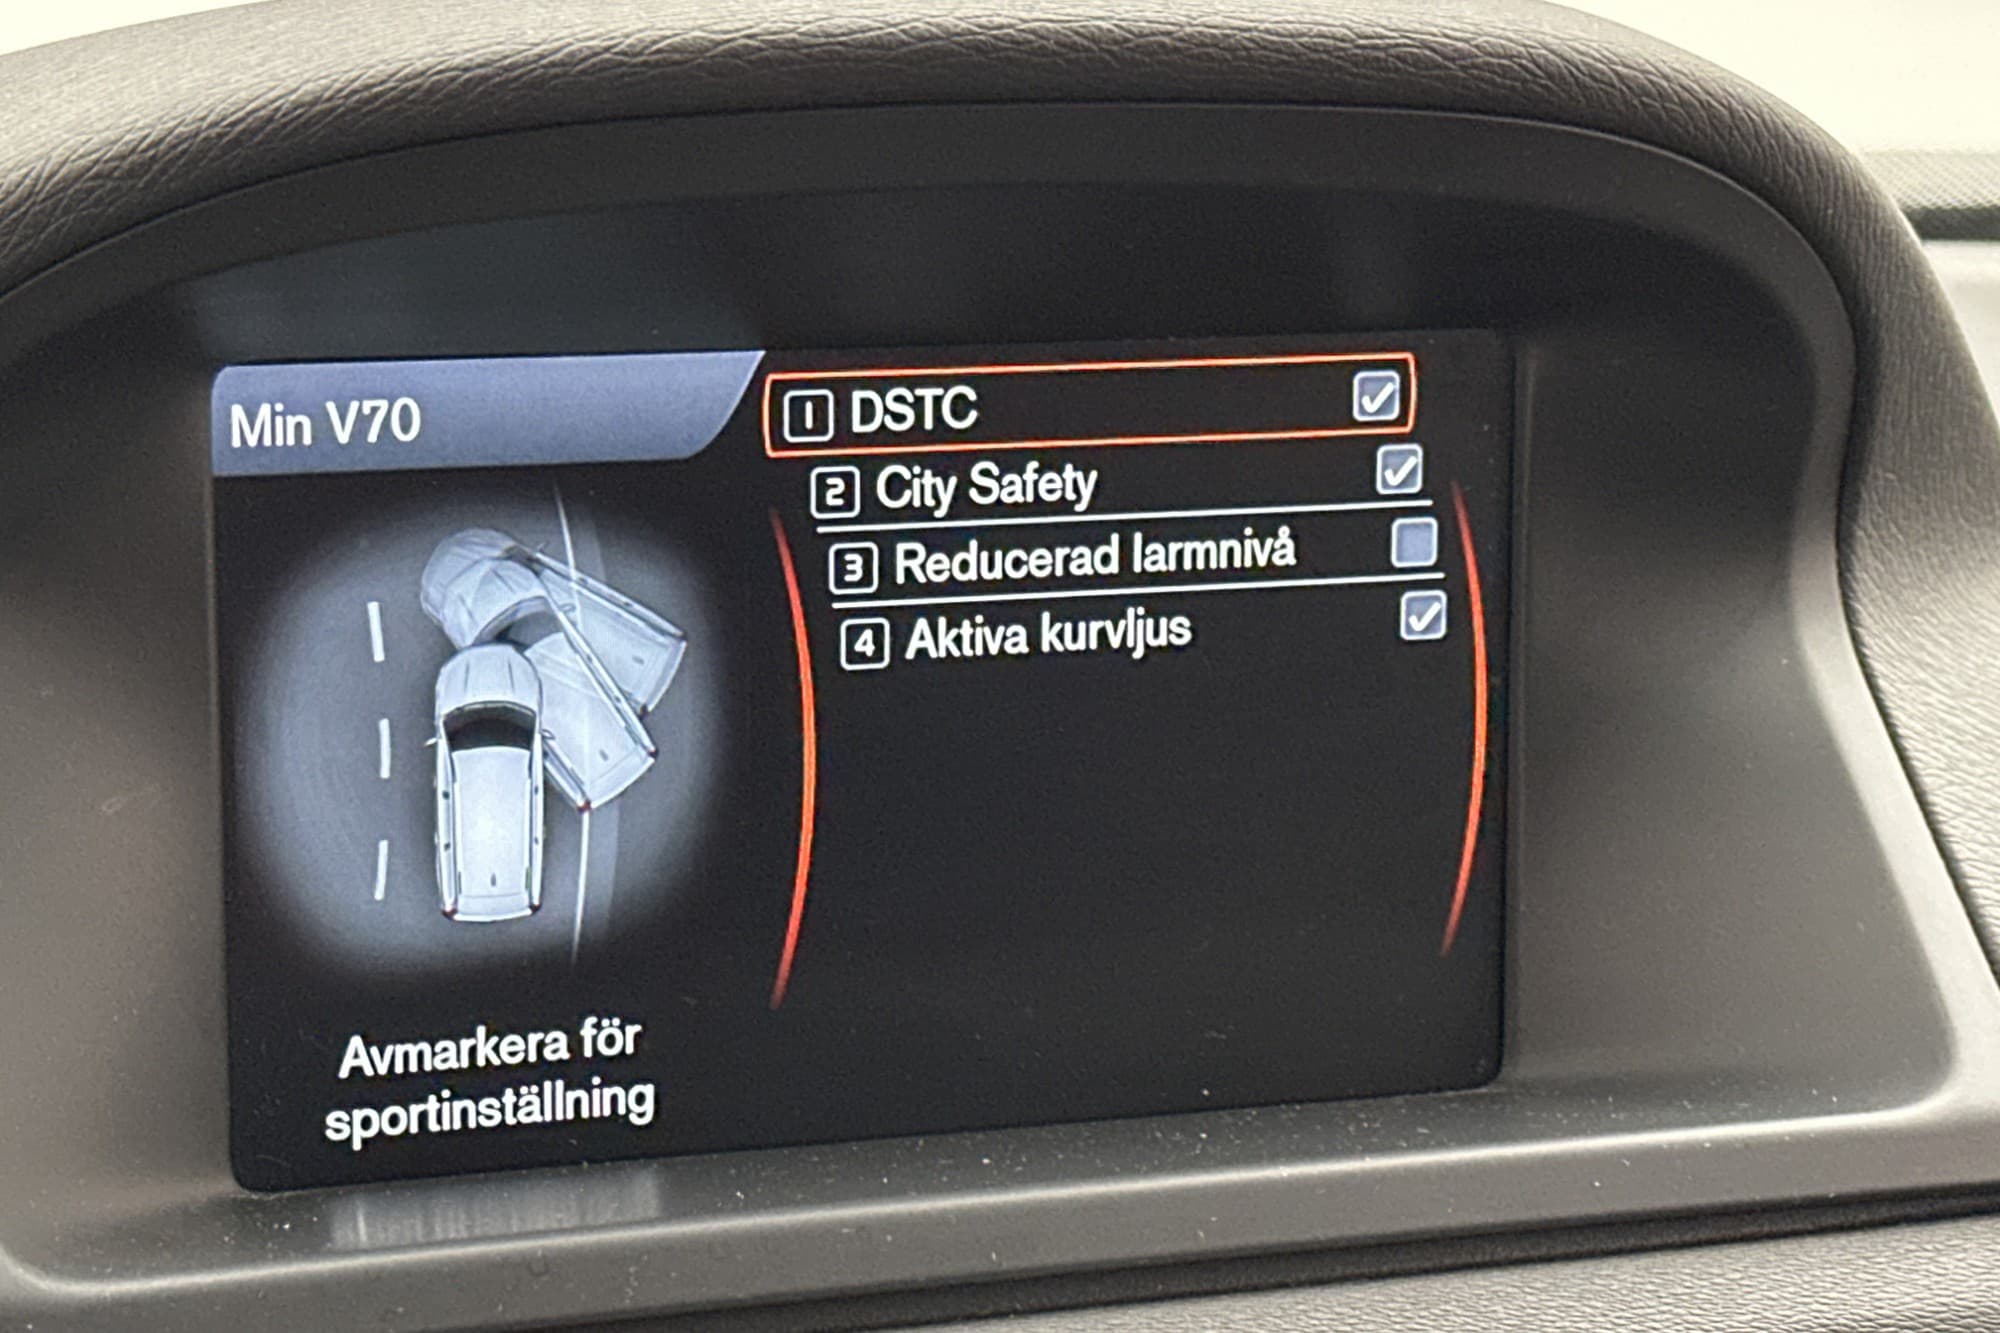 Min V70
1 DSTC
2 City Safety
3 Reducerad larmnivå
4 Aktiva kurvljus
Avmarkera för
sportinställning